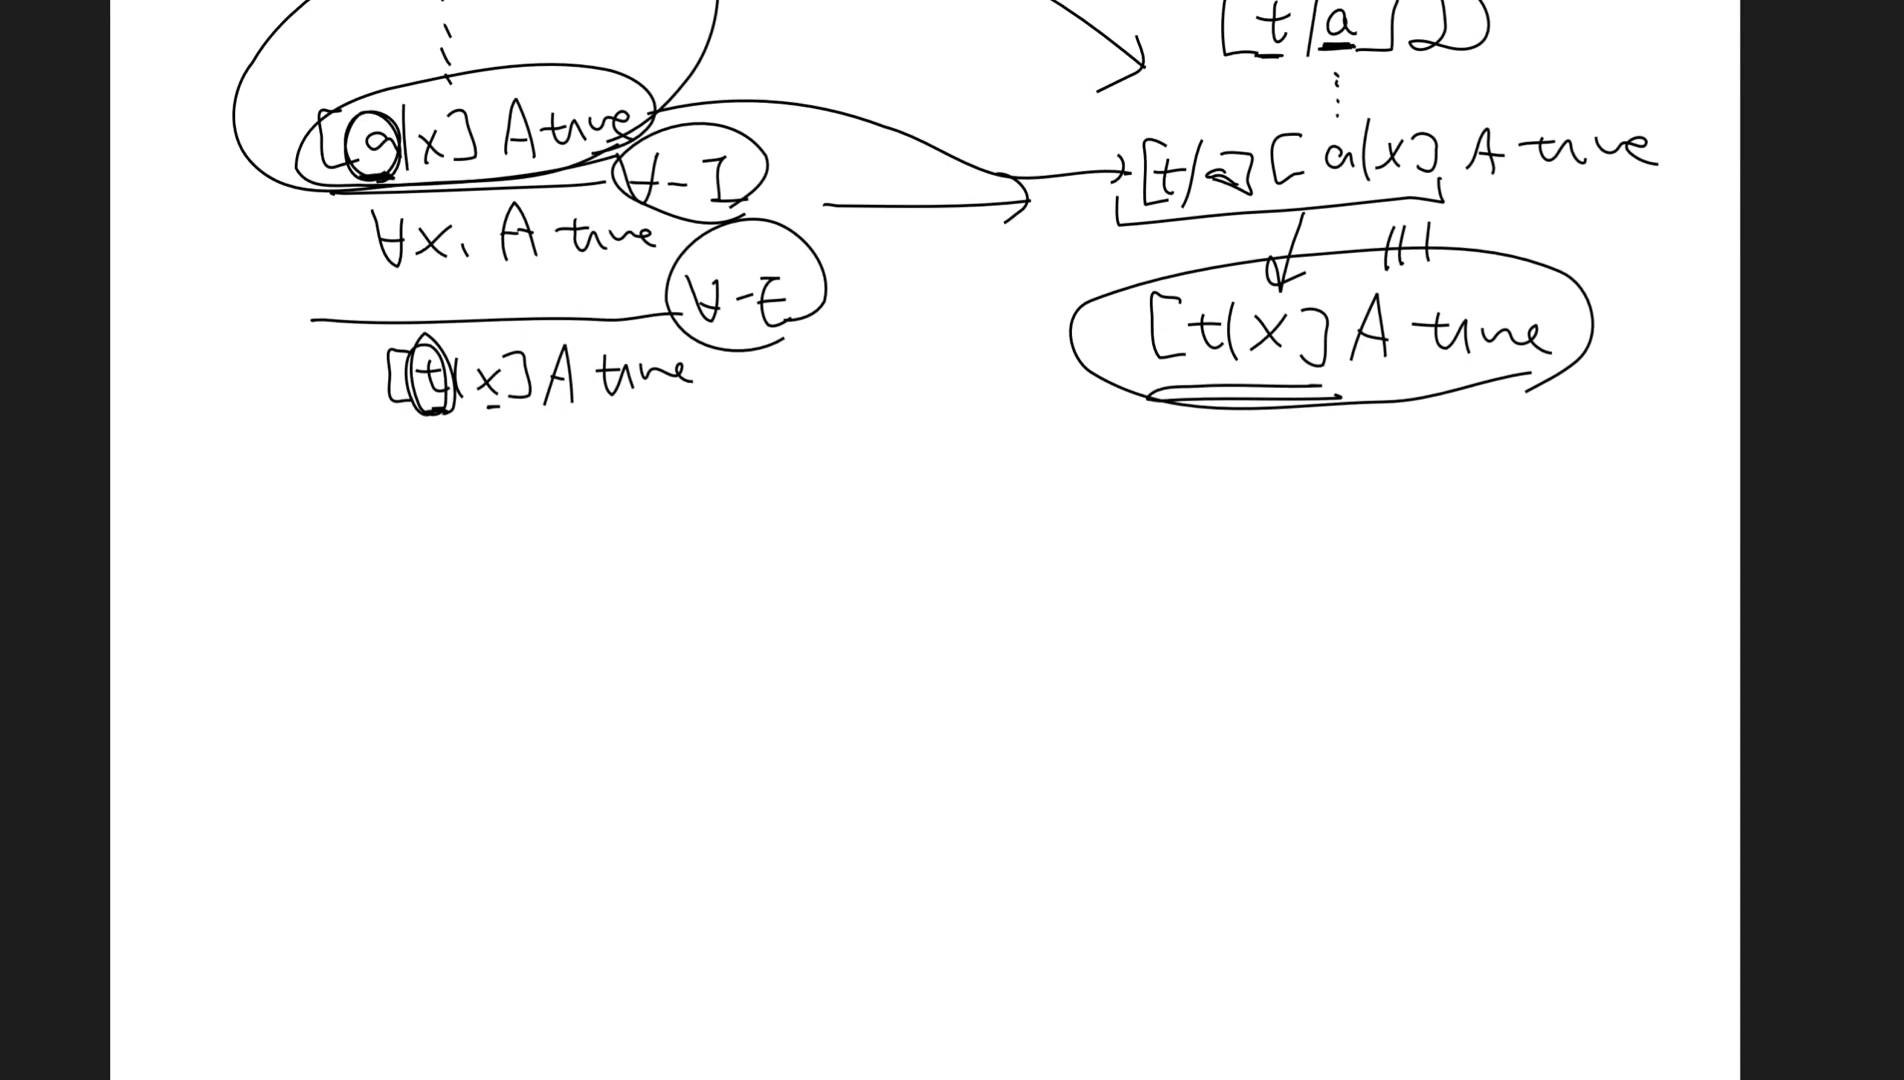 [t/a]D
[a/x] A true
∀-I
∀x. A true
∀-E
[t/x] A true
[t/a] [a/x] A true
[t/x] A true